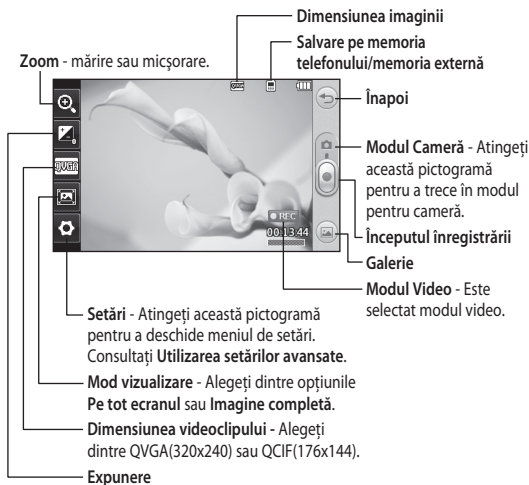 Dimensiunea imaginii
Salvare pe memoria
telefonului/memoria externă
Zoom - mărire sau micşorare.
Înapoi
Modul Cameră - Atingeţi
această pictogramă
pentru a trece în modul
pentru cameră.
Începutul înregistrării
Galerie
Modul Video - Este
selectat modul video.
QVGA
QVGA
REC
00:13:44
Setări - Atingeţi această pictogramă
pentru a deschide meniul de setări.
Consultaţi Utilizarea setărilor avansate.
Mod vizualizare - Alegeţi dintre opţiunile
Pe tot ecranul sau Imagine completă.
Dimensiunea videoclipului - Alegeţi
dintre QVGA(320x240) sau QCIF(176x144).
Expunere